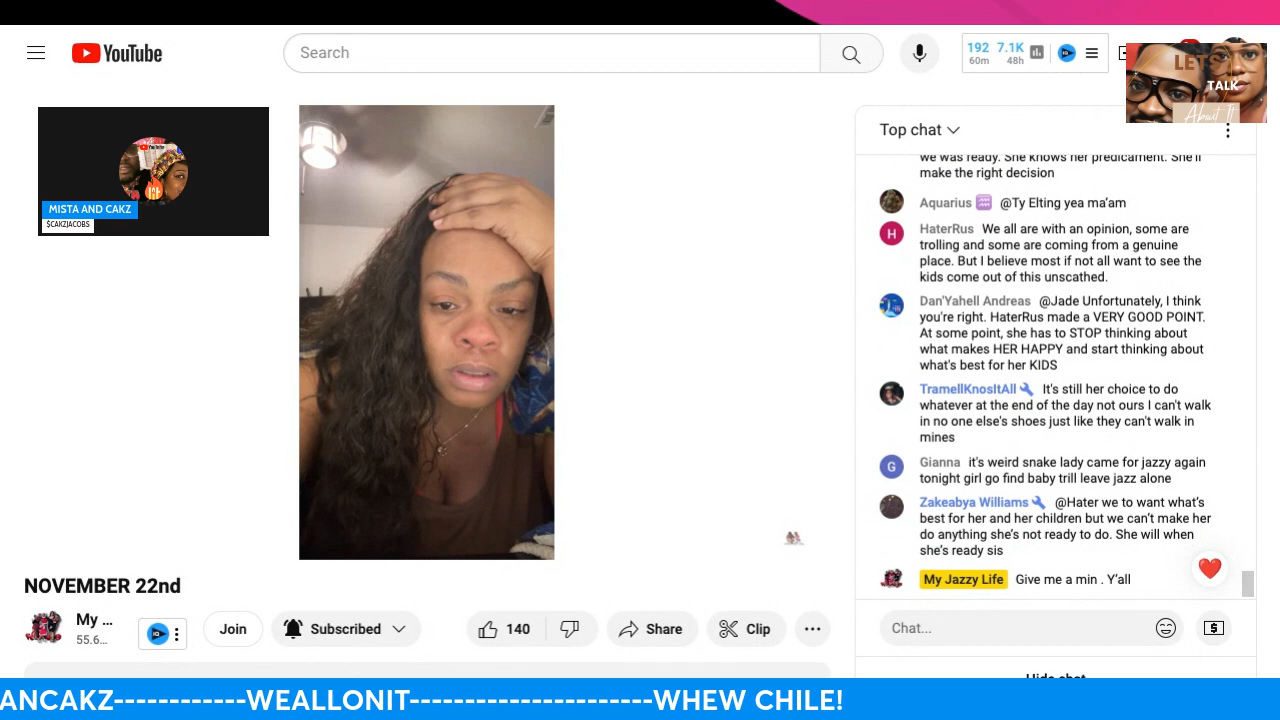 YouTube
Search
192 7.1K
60m 48h
LETS
TALK
About It
MISTA AND CAKZ
$CAKZJACOBS
Top chat
we was ready. She knows her predicament. She'll
make the right decision
Aquarius @Ty Elting yea ma'am
HaterRus We all are with an opinion, some are
trolling and some are coming from a genuine
place. But I believe most if not all want to see the
kids come out of this unscathed.
Dan'Yahell Andreas @Jade Unfortunately, I think
you're right. HaterRus made a VERY GOOD POINT.
At some point, she has to STOP thinking about
what makes HER HAPPY and start thinking about
what's best for her KIDS
TramellKnosItAll It's still her choice to do
whatever at the end of the day not ours I can't walk
in no one else's shoes just like they can't walk in
mines
Gianna it's weird snake lady came for jazzy again
tonight girl go find baby trill leave jazz alone
Zakeabya Williams @Hater we to want what's
best for her and her children but we can't make her
do anything she's not ready to do. She will when
she's ready sis
My Jazzy Life Give me a min . Y'all
Chat...
Hide chat
NOVEMBER 22nd
My ...
55.6...
Join
Subscribed
140
Share
Clip
ANCAKZ------------WEALLONIT----------------------WHEW CHILE!